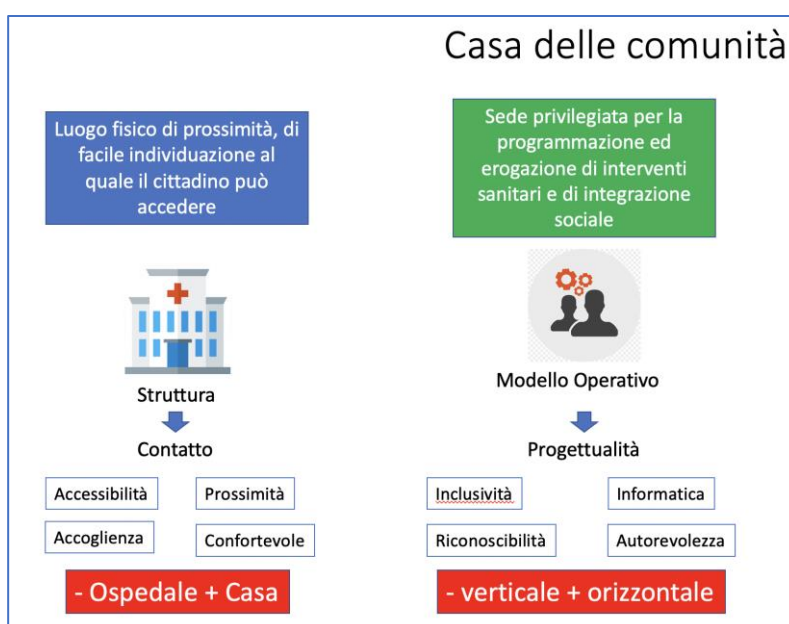 Casa delle comunità
Luogo fisico di prossimità, di
facile individuazione al
quale il cittadino può
accedere
Struttura
Contatto
Accessibilità
Prossimità
Accoglienza
Confortevole
- Ospedale + Casa
Sede privilegiata per la
programmazione ed
erogazione di interventi
sanitari e di integrazione
sociale
Modello Operativo
Progettualità
Inclusività
Informatica
Riconoscibilità
Autorevolezza
- verticale + orizzontale